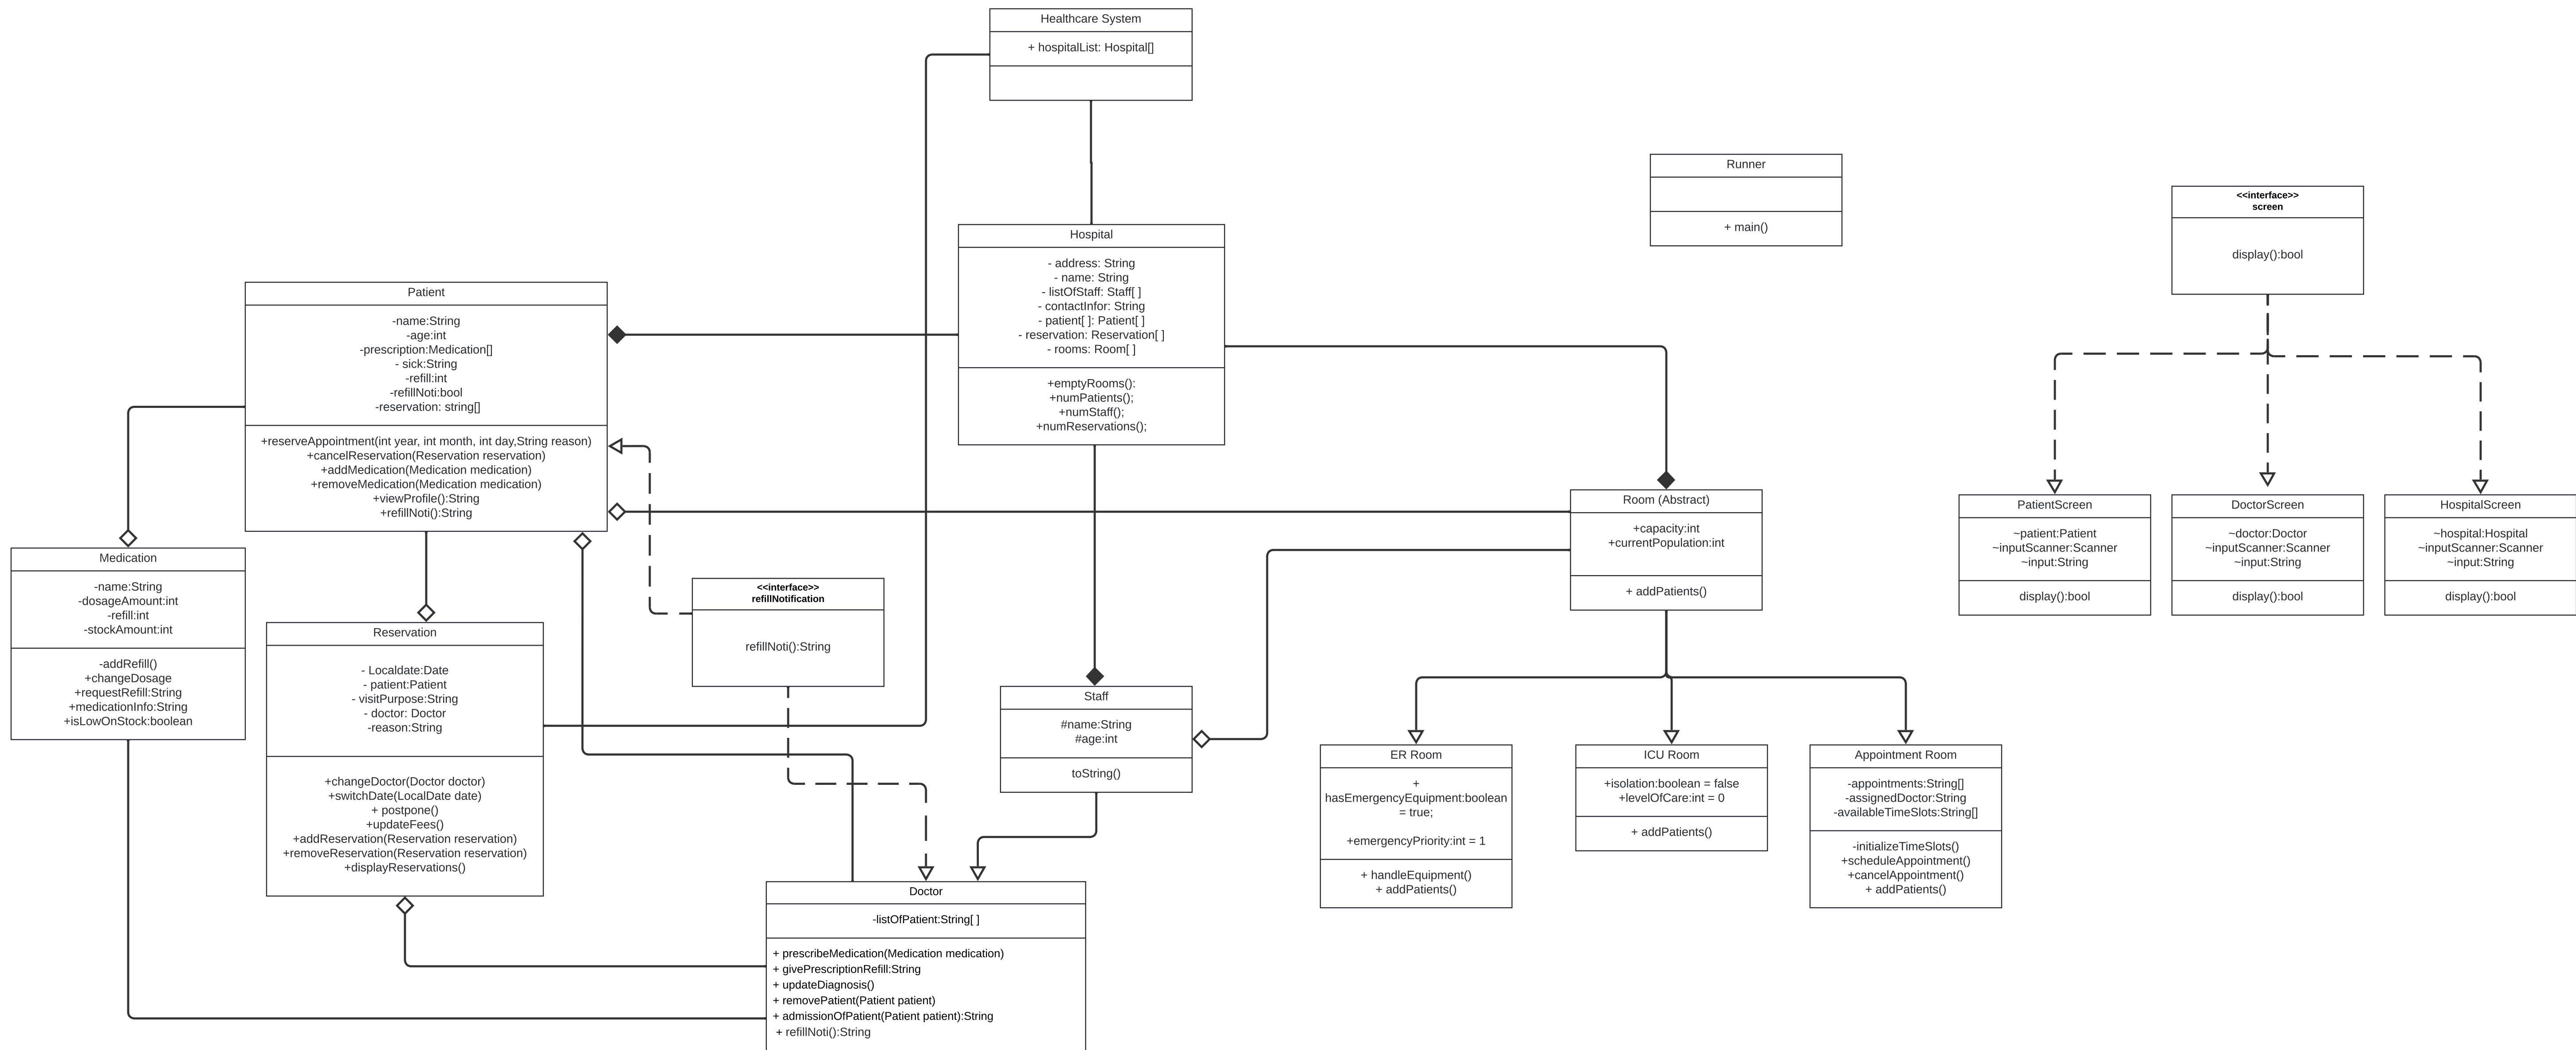 Healthcare System
+ hospitalList: Hospital[]
Runner
+ main()
<<interface>>
screen
display():bool
Hospital
- address: String
- name: String
- listOfStaff: Staff[ ]
- contactInfor: String
- patient[ ]: Patient[ ]
- reservation: Reservation[ ]
- rooms: Room[ ]
+emptyRooms():
+numPatients();
+numStaff();
+numReservations();
Patient
-name:String
-age:int
-prescription:Medication[]
- sick:String
-refill:int
-refillNoti:bool
-reservation: string[]
+reserveAppointment(int year, int month, int day,String reason)
+cancelReservation(Reservation reservation)
+addMedication(Medication medication)
+removeMedication(Medication medication)
+viewProfile():String
+refillNoti():String
Room (Abstract)
+capacity:int
+currentPopulation:int
+ addPatients()
PatientScreen
~patient:Patient
~inputScanner:Scanner
~input:String
display():bool
DoctorScreen
~doctor:Doctor
~inputScanner:Scanner
~input:String
display():bool
HospitalScreen
~hospital:Hospital
~inputScanner:Scanner
~input:String
display():bool
Medication
-name:String
-dosageAmount:int
-refill:int
-stockAmount:int
-addRefill()
+changeDosage
+requestRefill:String
+medicationInfo:String
+isLowOnStock:boolean
<<interface>>
refillNotification
refillNoti():String
Reservation
- Localdate:Date
- patient:Patient
- visitPurpose:String
- doctor: Doctor
-reason:String
+changeDoctor(Doctor doctor)
+switchDate(LocalDate date)
+ postpone()
+updateFees()
+addReservation(Reservation reservation)
+removeReservation(Reservation reservation)
+displayReservations()
Staff
#name:String
#age:int
toString()
ER Room
+
hasEmergencyEquipment:boolean
= true;
+emergencyPriority:int = 1
+ handleEquipment()
+ addPatients()
ICU Room
+isolation:boolean = false
+levelOfCare:int = 0
+ addPatients()
Appointment Room
-appointments:String[]
-assignedDoctor:String
-availableTimeSlots:String[]
-initializeTimeSlots()
+scheduleAppointment()
+cancelAppointment()
+ addPatients()
Doctor
-listOfPatient:String[ ]
+ prescribeMedication(Medication medication)
+ givePrescriptionRefill:String
+ updateDiagnosis()
+ removePatient(Patient patient)
+ admissionOfPatient(Patient patient):String
+ refillNoti():String